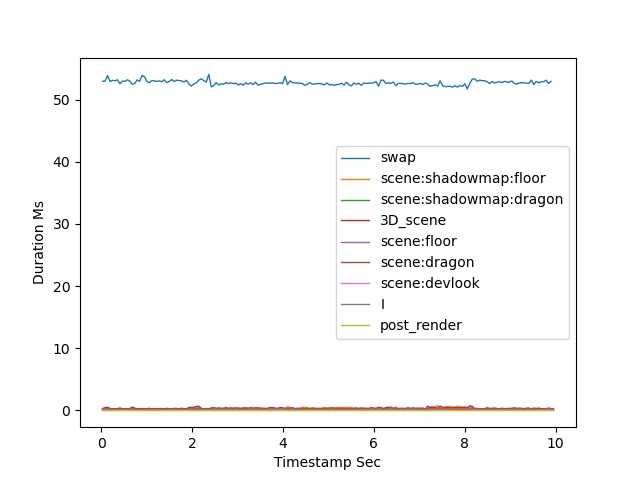 50
40
30
20
10
0
Duration Ms
swap
scene:shadowmap:floor
scene:shadowmap:dragon
3D_scene
scene:floor
scene:dragon
scene:devlook
I
post_render
0 2 4 6 8 10
Timestamp Sec